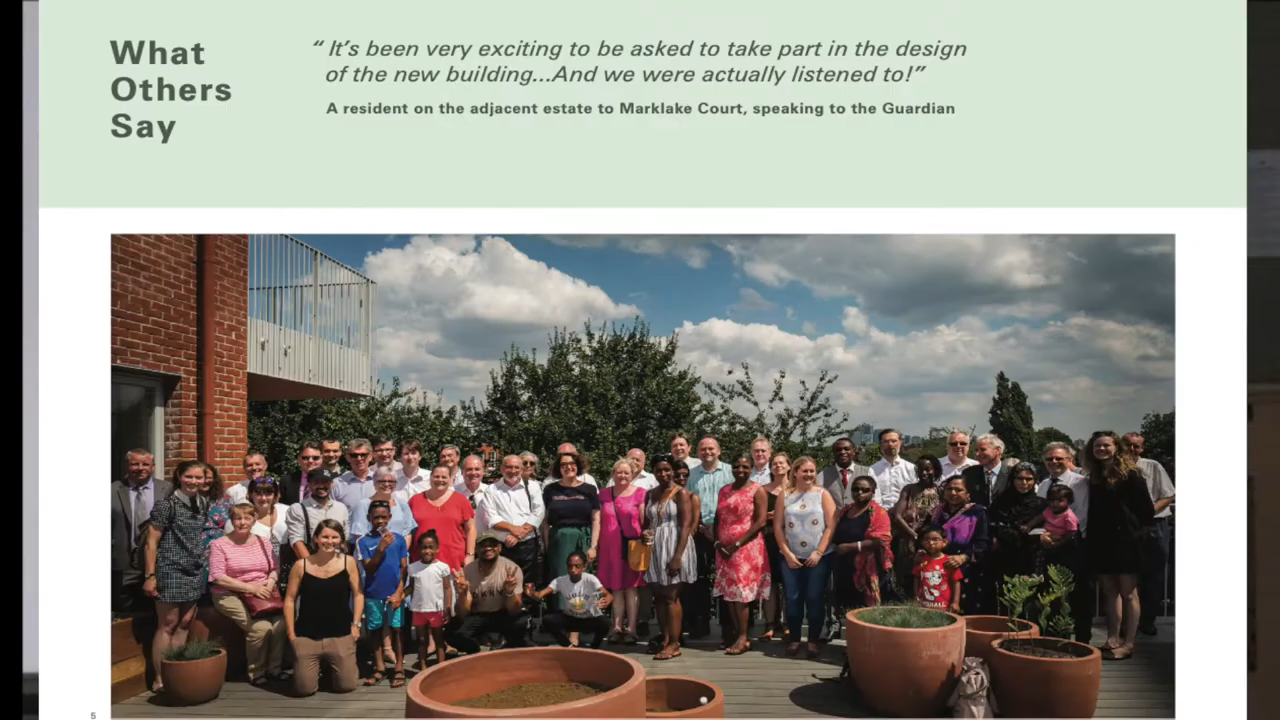 What
Others
Say
“ It’s been very exciting to be asked to take part in the design
of the new building...And we were actually listened to!”
A resident on the adjacent estate to Marklake Court, speaking to the Guardian
5